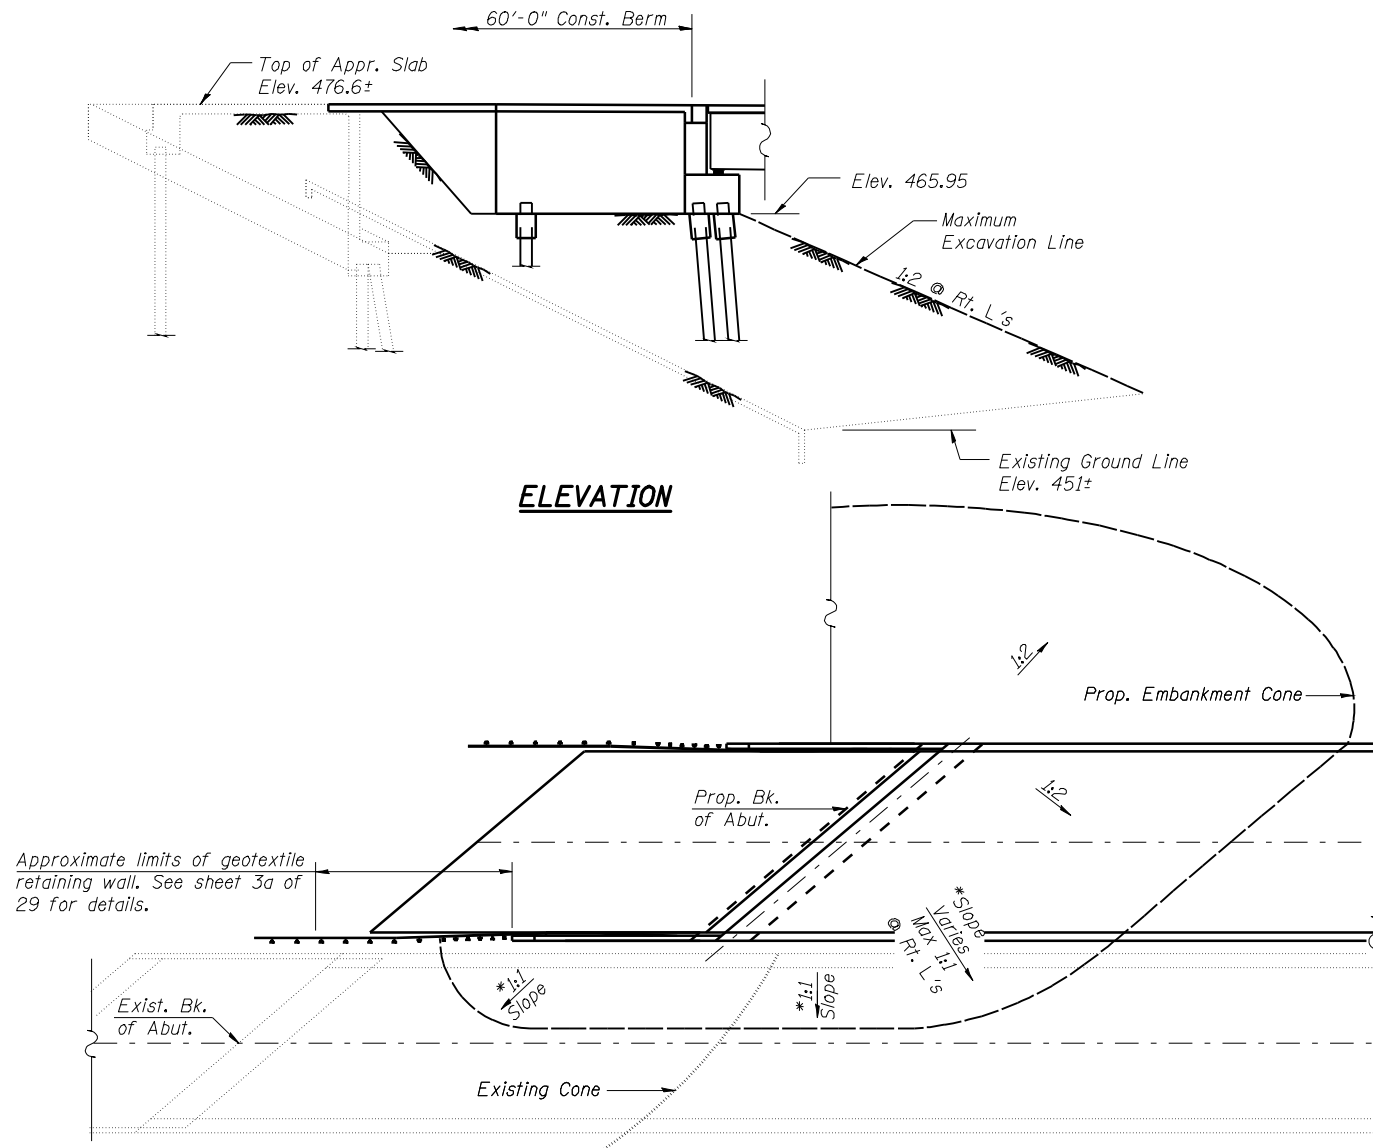 60'-0" Const. Berm
Top of Appr. Slab
Elev. 476.6±
Elev. 465.95
Maximum
Excavation Line
1:2 @ Rt. L's
Existing Ground Line
Elev. 451±
ELEVATION
1:2
Prop. Embankment Cone
1:2
Prop. Bk.
of Abut.
Approximate limits of geotextile
retaining wall. See sheet 3a of
29 for details.
*Slope
Varies
Max 1:1
@ Rt. L's
*1:1
Slope
*1:1
Slope
Exist. Bk.
of Abut.
Existing Cone